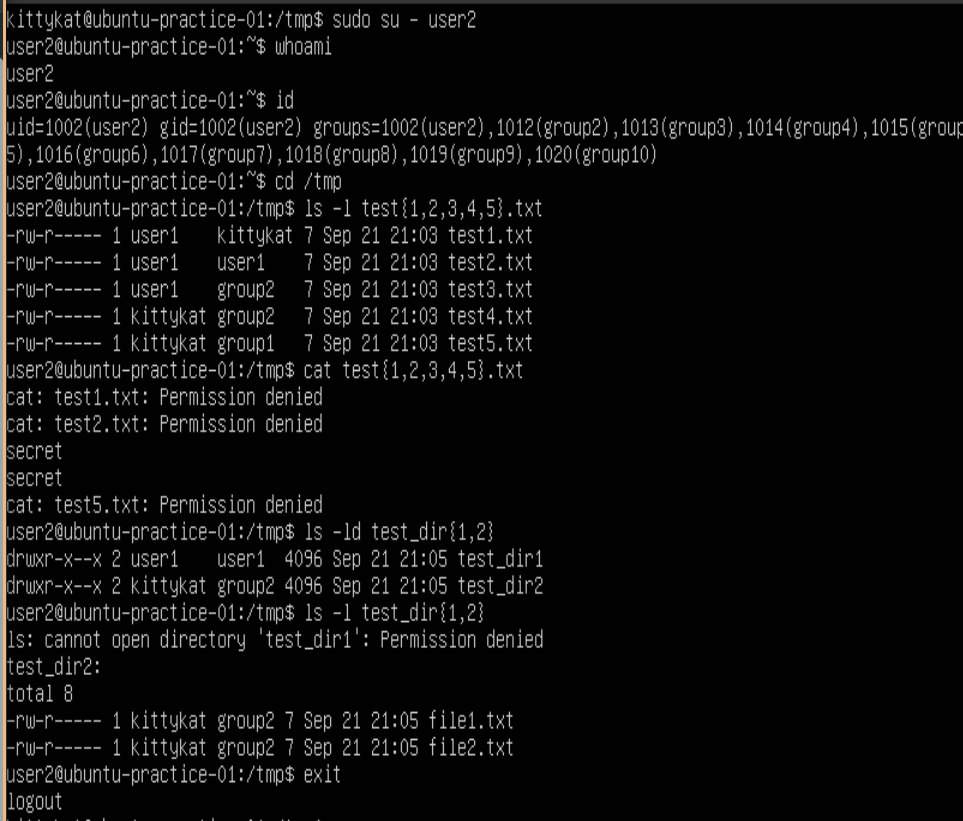 kittykat@ubuntu-practice-01:/tmp$ sudo su - user2
user2@ubuntu-practice-01:~$ whoami
user2
user2@ubuntu-practice-01:~$ id
uid=1002(user2) gid=1002(user2) groups=1002(user2),1012(group2),1013(group3),1014(group4),1015(group
5),1016(group6),1017(group7),1018(group8),1019(group9),1020(group10)
user2@ubuntu-practice-01:~$ cd /tmp
user2@ubuntu-practice-01:/tmp$ ls -l test{1,2,3,4,5}.txt
-rw-r----- 1 user1    kittykat 7 Sep 21 21:03 test1.txt
-rw-r----- 1 user1    user1    7 Sep 21 21:03 test2.txt
-rw-r----- 1 user1    group2   7 Sep 21 21:03 test3.txt
-rw-r----- 1 kittykat group2   7 Sep 21 21:03 test4.txt
-rw-r----- 1 kittykat group1   7 Sep 21 21:03 test5.txt
user2@ubuntu-practice-01:/tmp$ cat test{1,2,3,4,5}.txt
cat: test1.txt: Permission denied
cat: test2.txt: Permission denied
secret
secret
cat: test5.txt: Permission denied
user2@ubuntu-practice-01:/tmp$ ls -ld test_dir{1,2}
drwxr-x--x 2 user1    user1  4096 Sep 21 21:05 test_dir1
drwxr-x--x 2 kittykat group2 4096 Sep 21 21:05 test_dir2
user2@ubuntu-practice-01:/tmp$ ls -l test_dir{1,2}
ls: cannot open directory 'test_dir1': Permission denied
test_dir2:
total 8
-rw-r----- 1 kittykat group2 7 Sep 21 21:05 file1.txt
-rw-r----- 1 kittykat group2 7 Sep 21 21:05 file2.txt
user2@ubuntu-practice-01:/tmp$ exit
logout